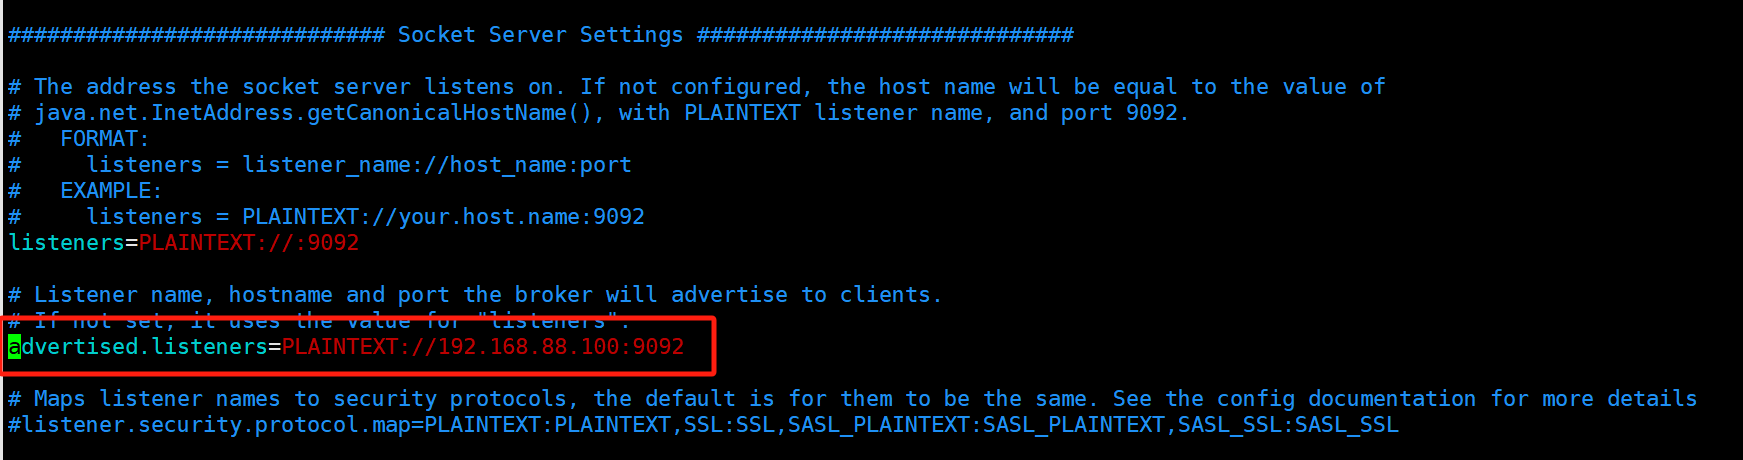 ############################# Socket Server Settings #############################
# The address the socket server listens on. If not configured, the host name will be equal to the value of
# java.net.InetAddress.getCanonicalHostName(), with PLAINTEXT listener name, and port 9092.
#   FORMAT:
#     listeners = listener_name://host_name:port
#   EXAMPLE:
#     listeners = PLAINTEXT://your.host.name:9092
listeners=PLAINTEXT://:9092
# Listener name, hostname and port the broker will advertise to clients.
# If not set, it uses the value for "listeners".
advertised.listeners=PLAINTEXT://192.168.88.100:9092
# Maps listener names to security protocols, the default is for them to be the same. See the config documentation for more details
#listener.security.protocol.map=PLAINTEXT:PLAINTEXT,SSL:SSL,SASL_PLAINTEXT:SASL_PLAINTEXT,SASL_SSL:SASL_SSL